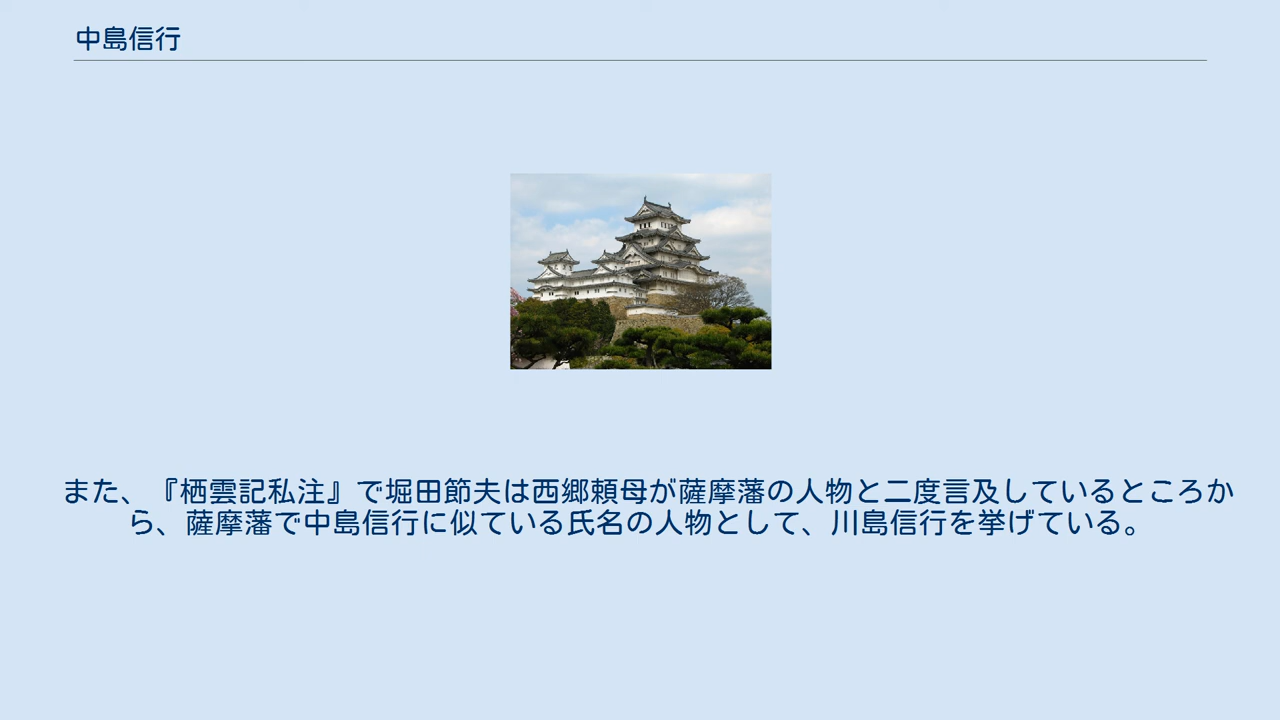 中島信行
また、『栖雲記私注』で堀田節夫は西郷頼母が薩摩藩の人物と二度言及しているところか
ら、薩摩藩で中島信行に似ている氏名の人物として、川島信行を挙げている。